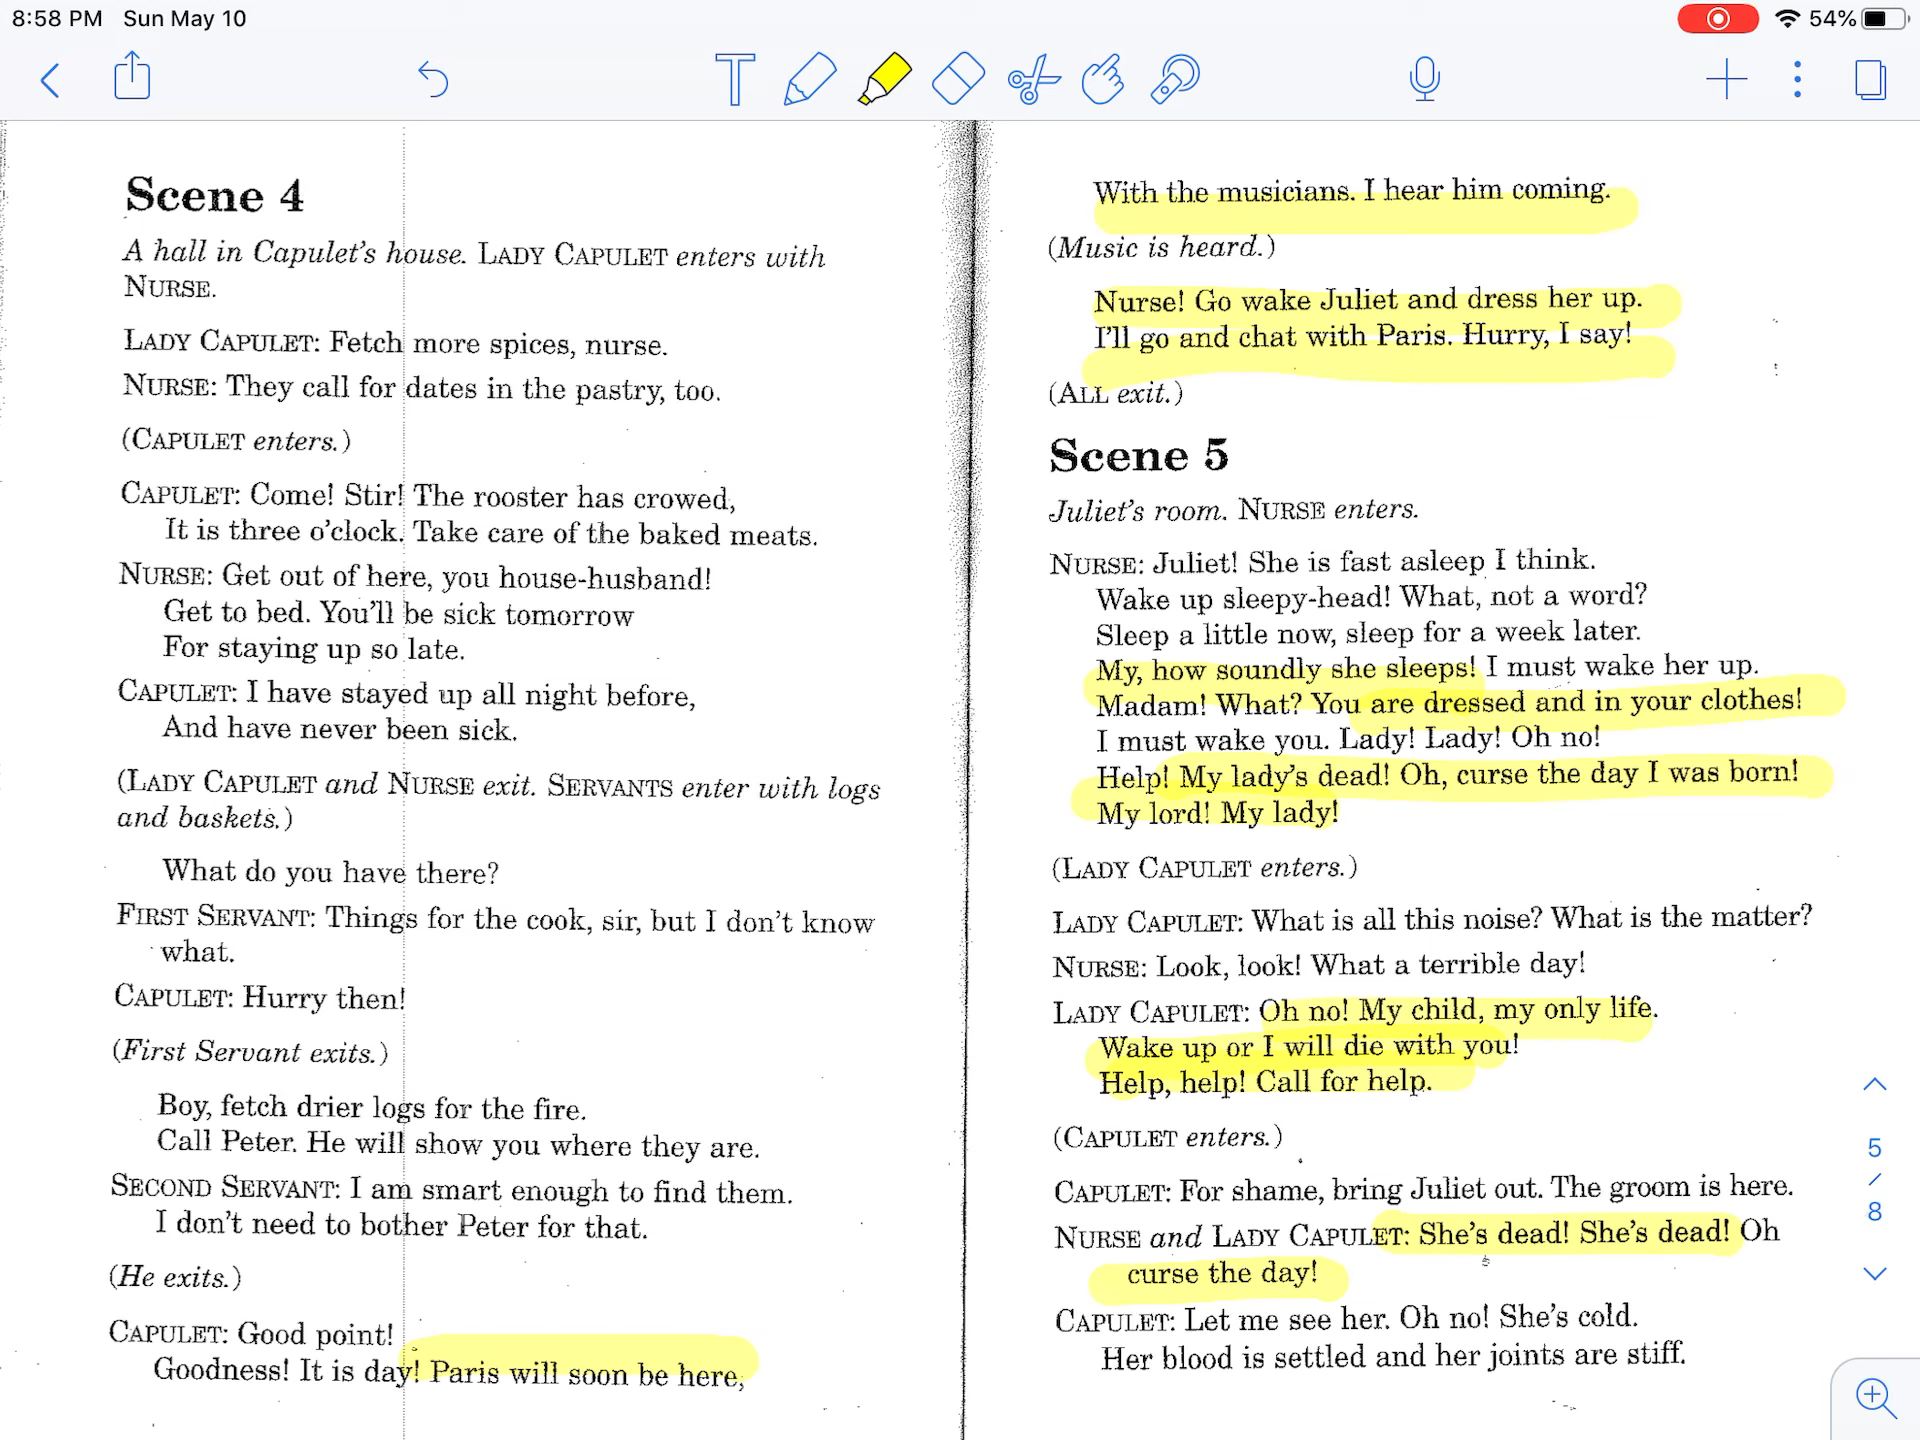 8:58 PM Sun May 10
54%
Scene 4
A hall in Capulet's house. LADY CAPULET enters with
NURSE.
LADY CAPULET: Fetch more spices, nurse.
NURSE: They call for dates in the pastry, too.
(CAPULET enters.)
CAPULET: Come! Stir! The rooster has crowed,
It is three o'clock. Take care of the baked meats.
NURSE: Get out of here, you house-husband!
Get to bed. You'll be sick tomorrow
For staying up so late.
CAPULET: I have stayed up all night before,
And have never been sick.
(LADY CAPULET and NURSE exit. SERVANTS enter with logs
and baskets.)
What do you have there?
FIRST SERVANT: Things for the cook, sir, but I don't know
what.
CAPULET: Hurry then!
(First Servant exits.)
Boy, fetch drier logs for the fire.
Call Peter. He will show you where they are.
SECOND SERVANT: I am smart enough to find them.
I don't need to bother Peter for that.
(He exits.)
CAPULET: Good point!
Goodness! It is day! Paris will soon be here,
With the musicians. I hear him coming.
(Music is heard.)
Nurse! Go wake Juliet and dress her up.
I'll go and chat with Paris. Hurry, I say!
(ALL exit.)
Scene 5
Juliet's room. NURSE enters.
NURSE: Juliet! She is fast asleep I think.
Wake up sleepy-head! What, not a word?
Sleep a little now, sleep for a week later.
My, how soundly she sleeps! I must wake her up.
Madam! What? You are dressed and in your clothes!
I must wake you. Lady! Lady! Oh no!
Help! My lady's dead! Oh, curse the day I was born!
My lord! My lady!
(LADY CAPULET enters.)
LADY CAPULET: What is all this noise? What is the matter?
NURSE: Look, look! What a terrible day!
LADY CAPULET: Oh no! My child, my only life.
Wake up or I will die with you!
Help, help! Call for help.
(CAPULET enters.)
CAPULET: For shame, bring Juliet out. The groom is here.
NURSE and LADY CAPULET: She's dead! She's dead! Oh
curse the day!
CAPULET: Let me see her. Oh no! She's cold.
Her blood is settled and her joints are stiff.
5
/
8